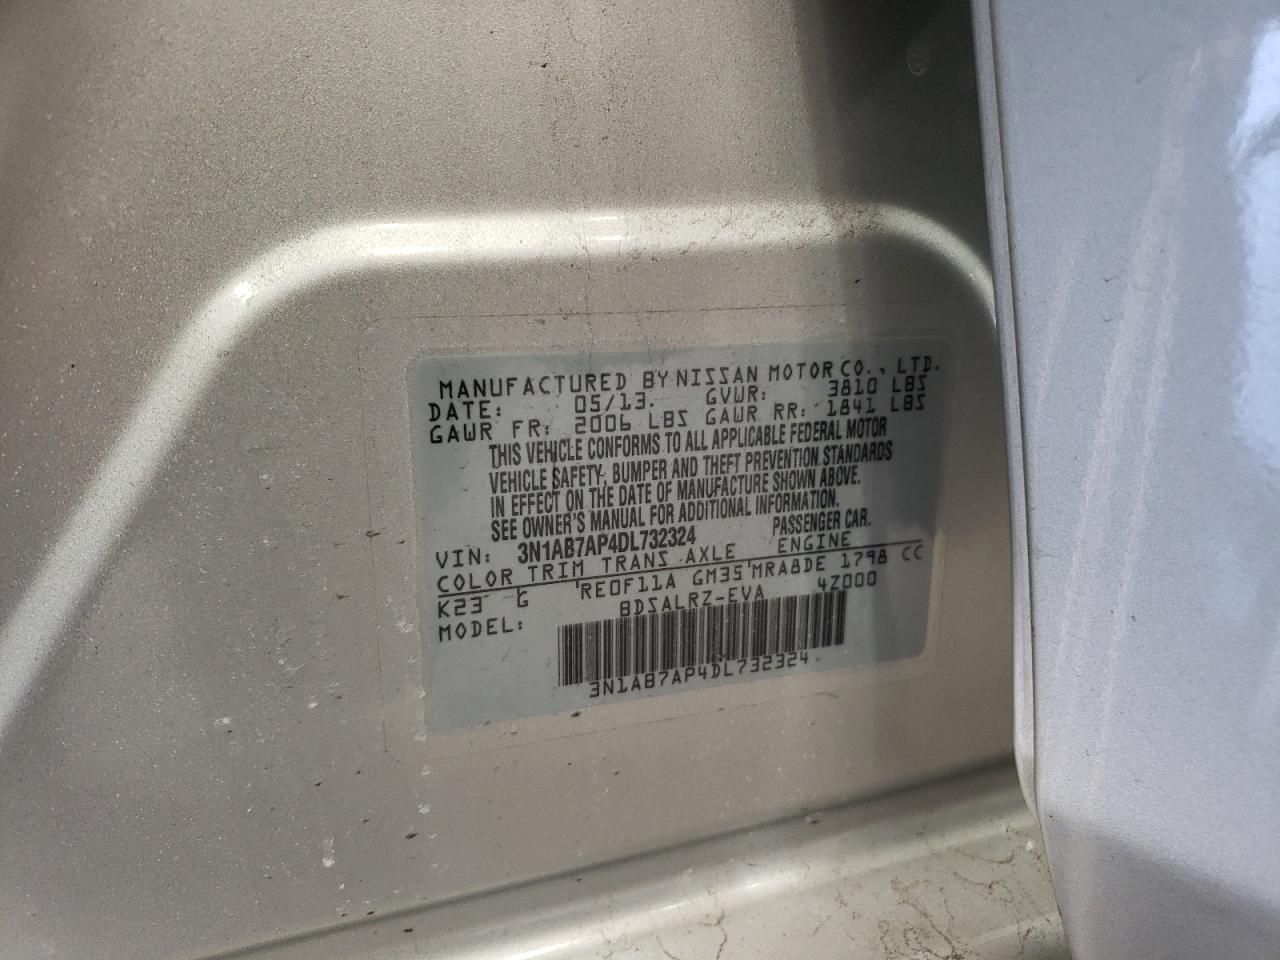 MANUFACTURED BY NISSAN MOTOR CO., LTD.
DATE: 05/13. GVWR: 3810 LBS
GAWR FR: 2006 LBS GAWR RR: 1841 LBS
THIS VEHICLE CONFORMS TO ALL APPLICABLE FEDERAL MOTOR
VEHICLE SAFETY, BUMPER AND THEFT PREVENTION STANDARDS
IN EFFECT ON THE DATE OF MANUFACTURE SHOWN ABOVE.
SEE OWNER'S MANUAL FOR ADDITIONAL INFORMATION.
VIN: 3N1AB7AP4DL732324 PASSENGER CAR.
COLOR TRIM TRANS AXLE ENGINE
K23 G RE0F11A GM35 MRA8DE 1798 CC
MODEL: BDSALRZ-EVA 4Z000
3N1AB7AP4DL732324